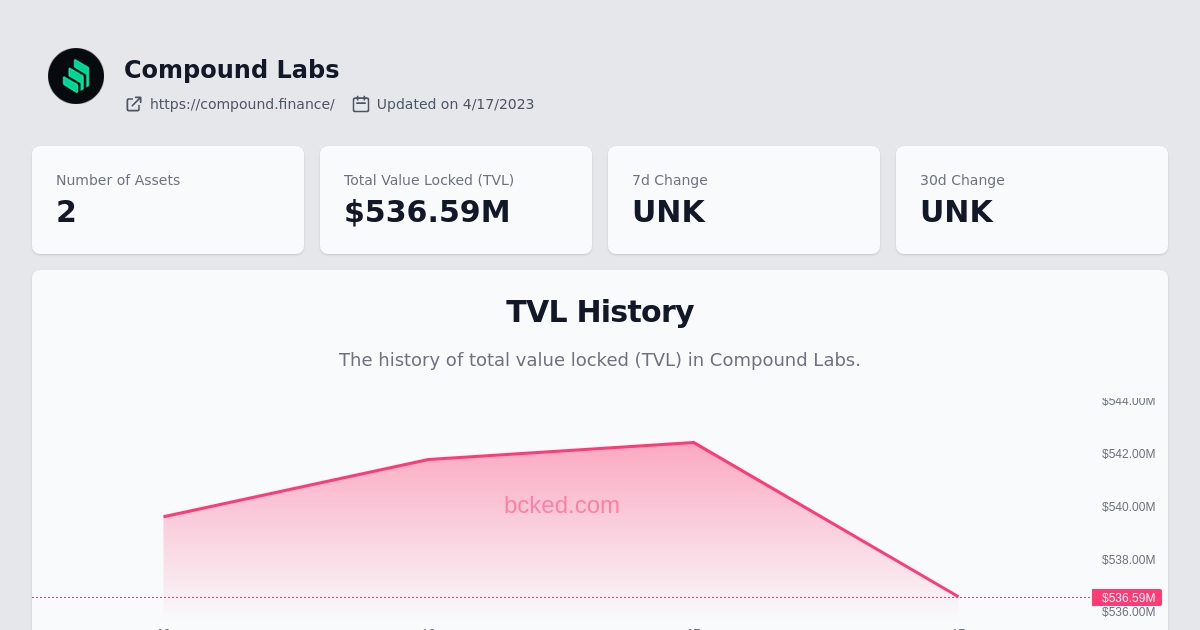 Compound Labs
https://compound.finance/ Updated on 4/17/2023
Number of Assets
2
Total Value Locked (TVL)
$536.59M
7d Change
UNK
30d Change
UNK
TVL History
The history of total value locked (TVL) in Compound Labs.
$544.00M
$542.00M
bcked.com
$540.00M
$538.00M
$536.59M
$536.00M